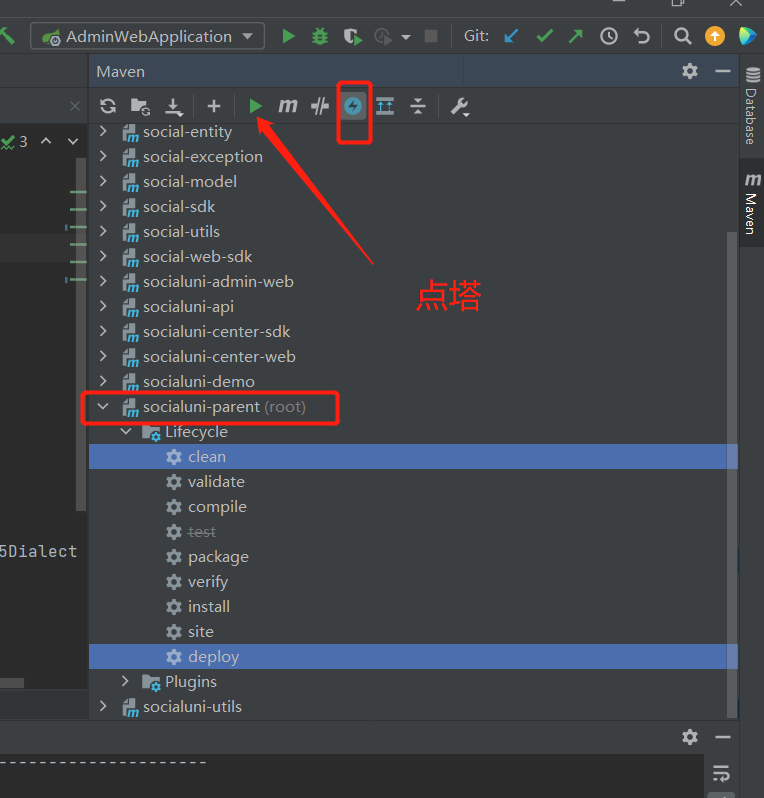 AdminWebApplication
Git:
Maven
3
social-entity
social-exception
social-model
social-sdk
social-utils
social-web-sdk
socialuni-admin-web
socialuni-api
点塔
socialuni-center-sdk
socialuni-center-web
socialuni-demo
socialuni-parent (root)
Lifecycle
clean
validate
compile
test
5Dialect
package
verify
install
site
deploy
Plugins
socialuni-utils
---------------------
Database
m Maven